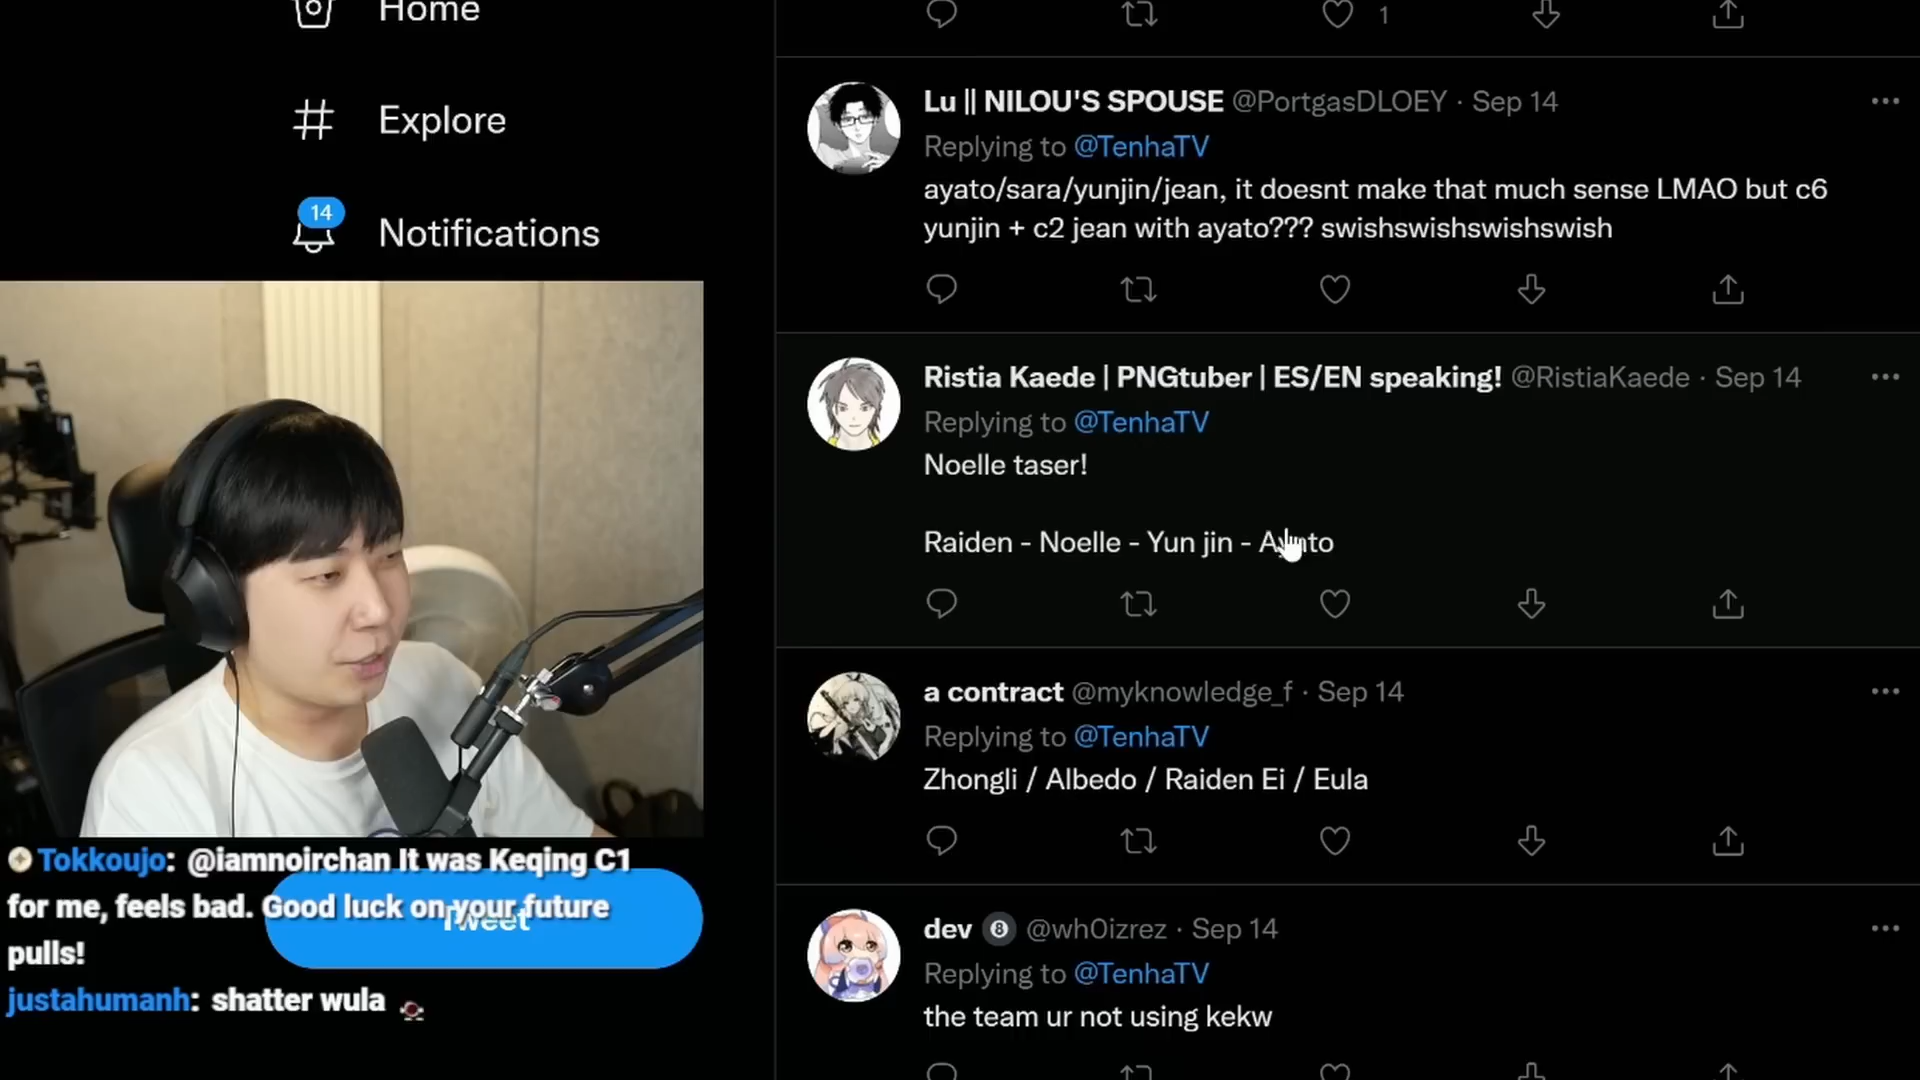 Home
Explore
14
Notifications
1
Lu || NILOU'S SPOUSE @PortgasDLOEY · Sep 14
Replying to @TenhaTV
ayato/sara/yunjin/jean, it doesnt make that much sense LMAO but c6
yunjin + c2 jean with ayato??? swishswishswishswish
Ristia Kaede | PNGtuber | ES/EN speaking! @RistiaKaede · Sep 14
Replying to @TenhaTV
Noelle taser!
Raiden - Noelle - Yun jin - Ayato
a contract @myknowledge_f · Sep 14
Replying to @TenhaTV
Zhongli / Albedo / Raiden Ei / Eula
dev 8 @wh0izrez · Sep 14
Replying to @TenhaTV
the team ur not using kekw
Tokkoujo: @iamnoirchan It was Keqing C1
for me, feels bad. Good luck on your future
Tweet
pulls!
justahumanh: shatter wula